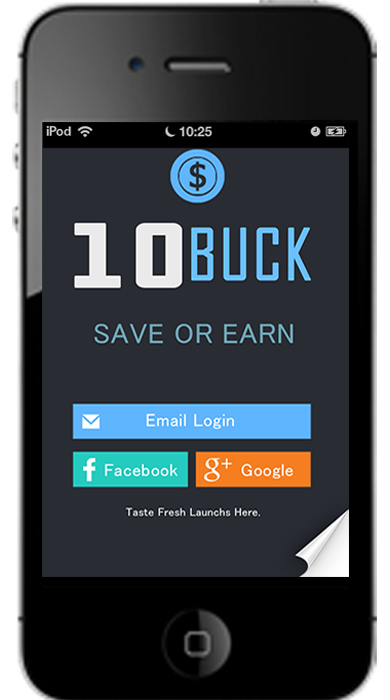 iPod 10:25
$
10BUCK
SAVE OR EARN
Email Login
f Facebook g+ Google
Taste Fresh Launchs Here.